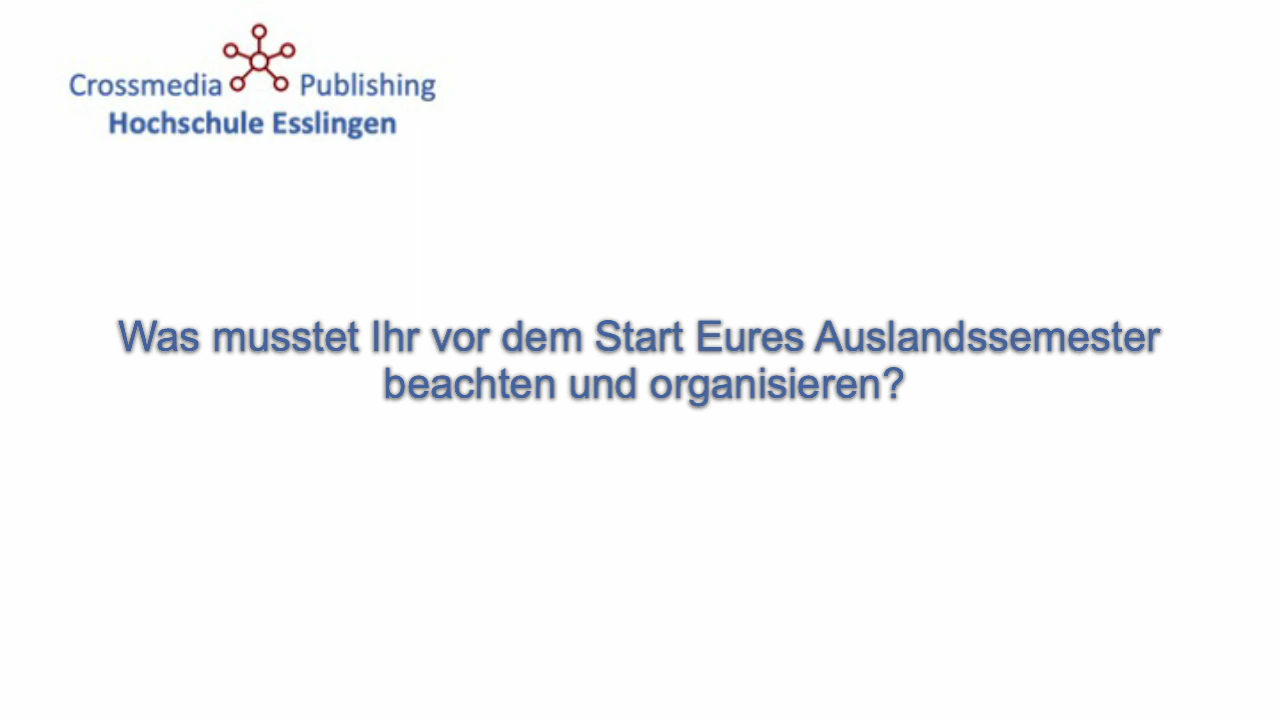 Crossmedia Publishing
Hochschule Esslingen
Was musstet Ihr vor dem Start Eures Auslandssemester
beachten und organisieren?